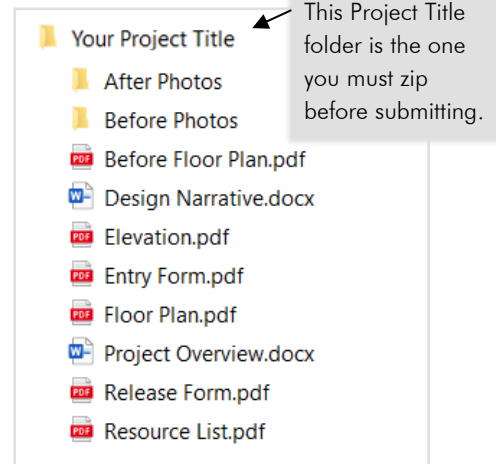 Your Project Title
After Photos
Before Photos
Before Floor Plan.pdf
Design Narrative.docx
Elevation.pdf
Entry Form.pdf
Floor Plan.pdf
Project Overview.docx
Release Form.pdf
Resource List.pdf
This Project Title
folder is the one
you must zip
before submitting.